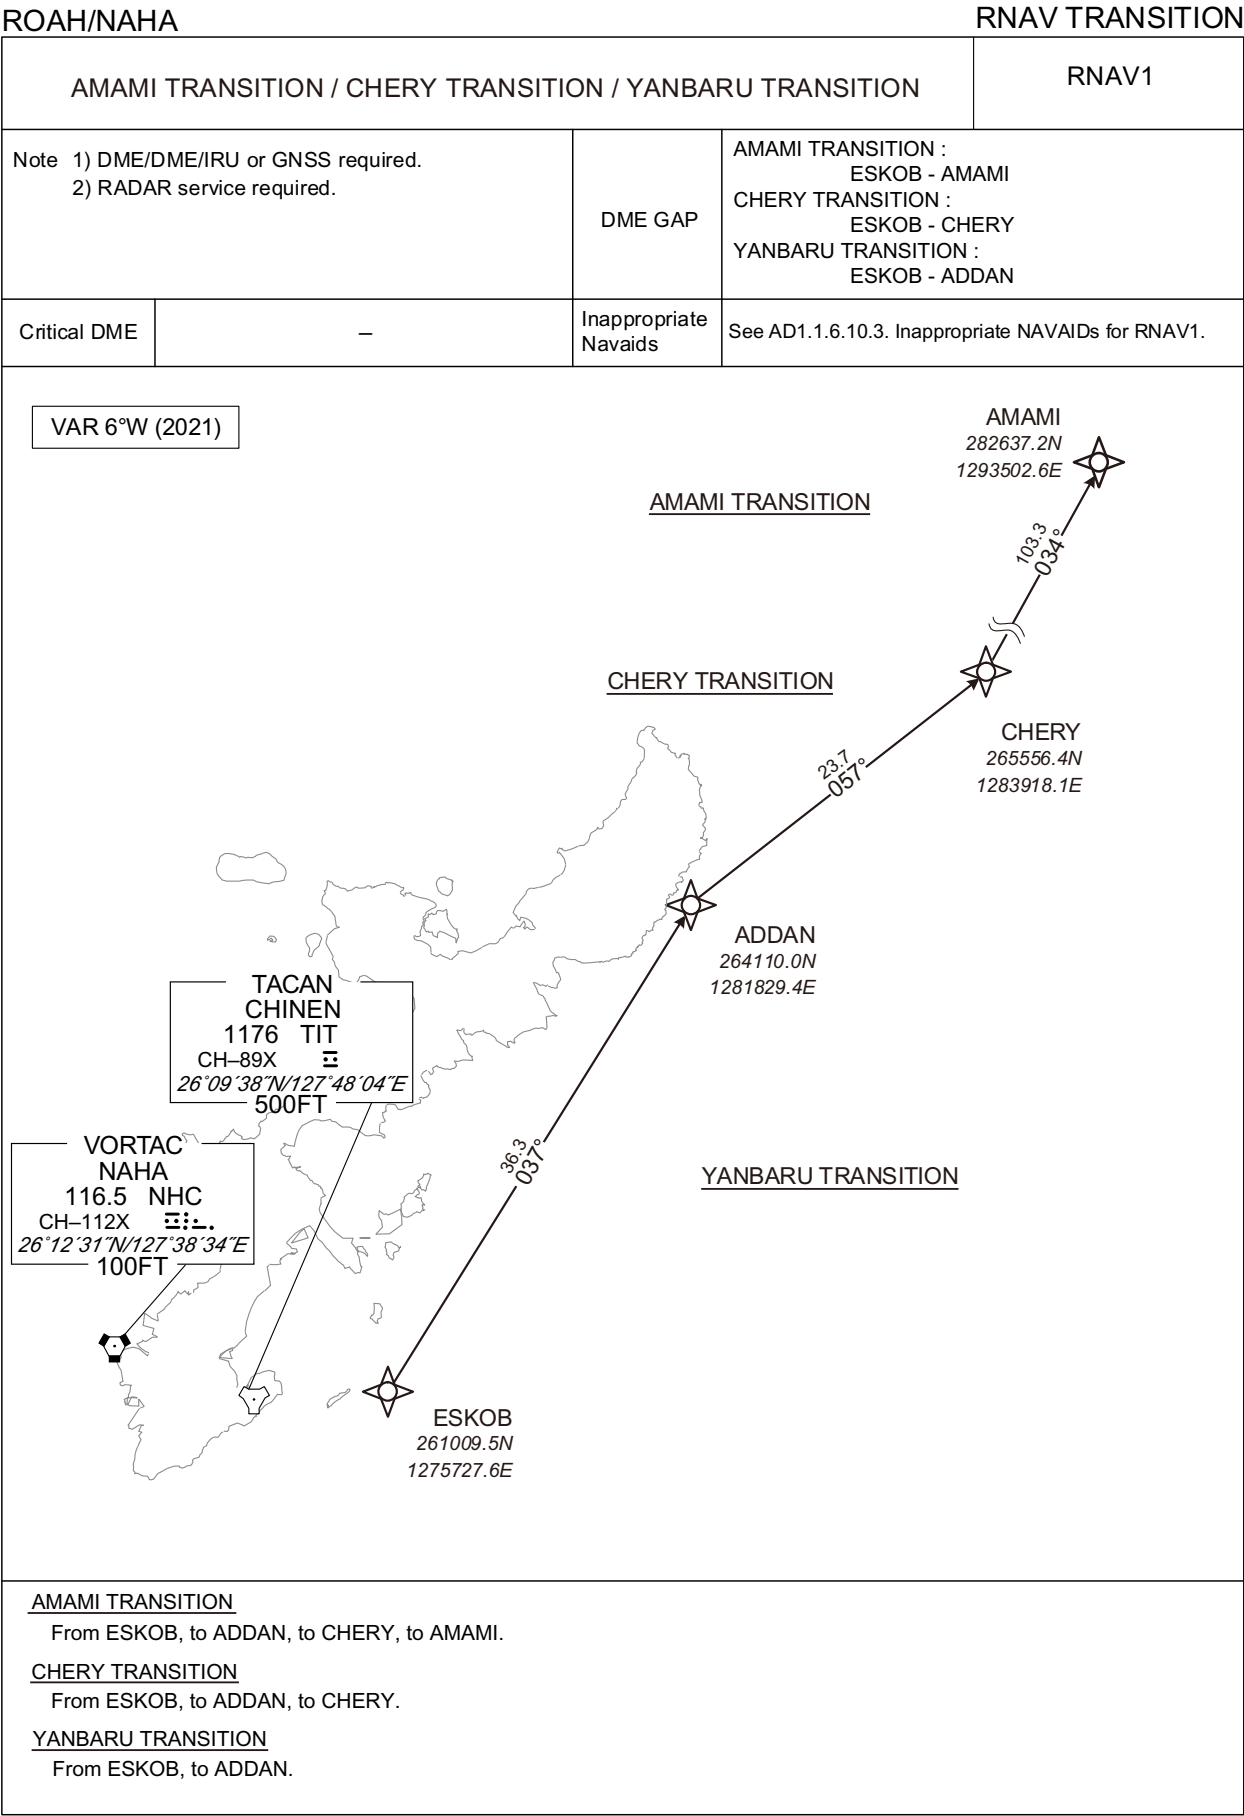 ROAH/NAHA
RNAV TRANSITION
AMAMI TRANSITION / CHERY TRANSITION / YANBARU TRANSITION
RNAV1
Note 1) DME/DME/IRU or GNSS required.
2) RADAR service required.
DME GAP
AMAMI TRANSITION :
ESKOB - AMAMI
CHERY TRANSITION :
ESKOB - CHERY
YANBARU TRANSITION :
ESKOB - ADDAN
Critical DME
–
Inappropriate
Navaids
See AD1.1.6.10.3. Inappropriate NAVAIDs for RNAV1.
VAR 6°W (2021)
AMAMI
282637.2N
1293502.6E
AMAMI TRANSITION
103.3
034°
CHERY TRANSITION
CHERY
265556.4N
1283918.1E
23.7
057°
ADDAN
264110.0N
1281829.4E
TACAN
CHINEN
1176 TIT
CH–89X
26°09´38˝N/127°48´04˝E
500FT
VORTAC
NAHA
116.5 NHC
CH–112X
26°12´31˝N/127°38´34˝E
100FT
36.3
037°
YANBARU TRANSITION
ESKOB
261009.5N
1275727.6E
AMAMI TRANSITION
From ESKOB, to ADDAN, to CHERY, to AMAMI.
CHERY TRANSITION
From ESKOB, to ADDAN, to CHERY.
YANBARU TRANSITION
From ESKOB, to ADDAN.